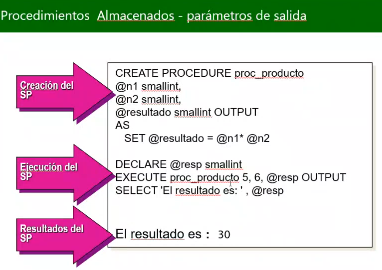 Procedimientos Almacenados - parámetros de salida
Creación del
SP
CREATE PROCEDURE proc_producto
@n1 smallint,
@n2 smallint,
@resultado smallint OUTPUT
AS
SET @resultado = @n1* @n2
Ejecución del
SP
DECLARE @resp smallint
EXECUTE proc_producto 5, 6, @resp OUTPUT
SELECT 'El resultado es: ' , @resp
Resultados del
SP
El resultado es : 30